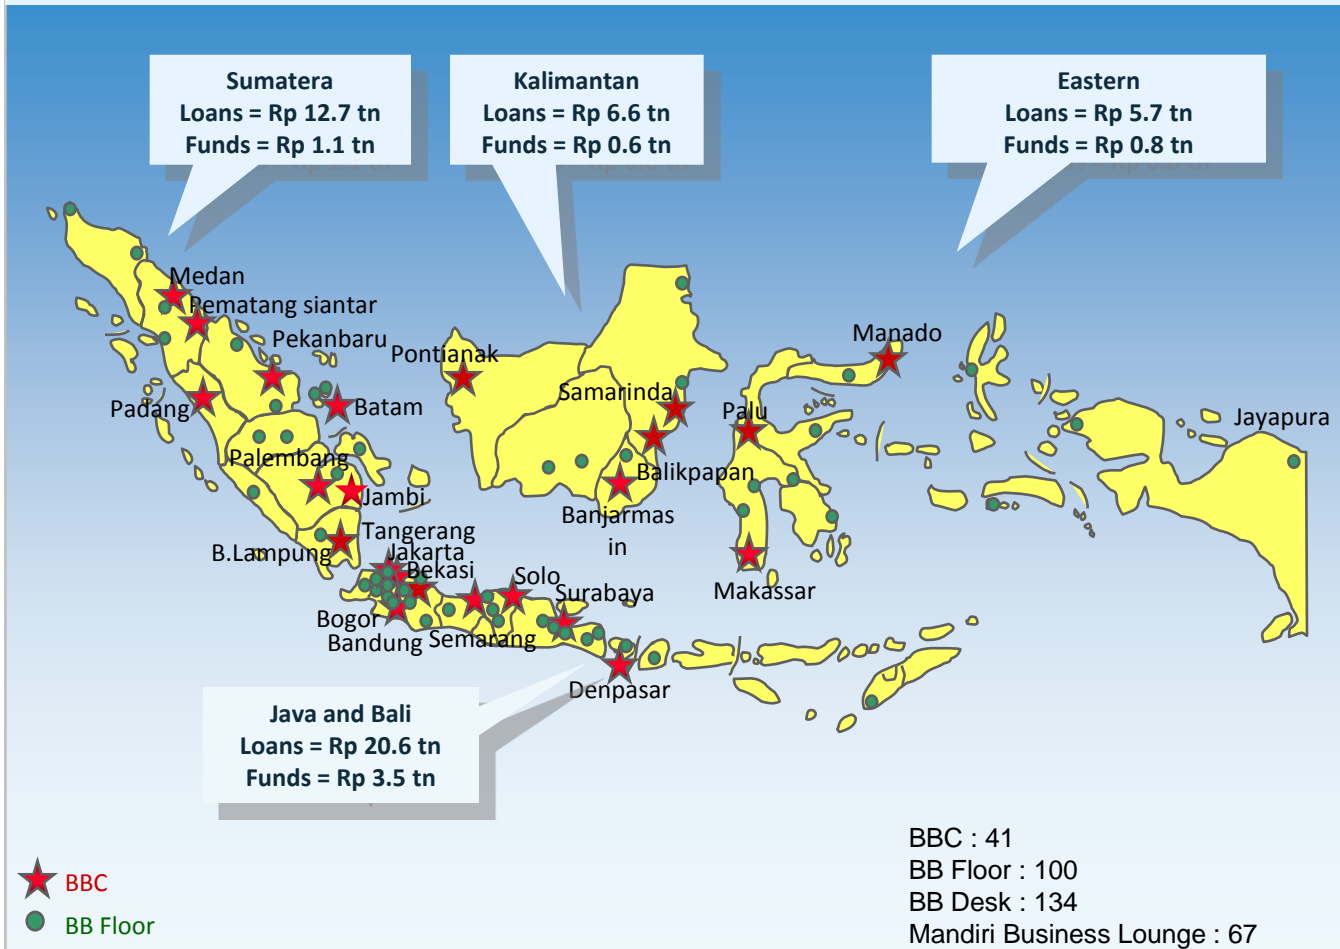 Sumatera
Loans = Rp 12.7 tn
Funds = Rp 1.1 tn
Kalimantan
Loans = Rp 6.6 tn
Funds = Rp 0.6 tn
Eastern
Loans = Rp 5.7 tn
Funds = Rp 0.8 tn
Medan
Pematang siantar
Pekanbaru
Padang
Batam
Palembang
Jambi
B.Lampung
Tangerang
Jakarta
Bekasi
Bogor
Bandung
Semarang
Solo
Surabaya
Denpasar
Pontianak
Samarinda
Balikpapan
Banjarmas
in
Manado
Palu
Makassar
Jayapura
Java and Bali
Loans = Rp 20.6 tn
Funds = Rp 3.5 tn
BBC
BB Floor
BBC : 41
BB Floor : 100
BB Desk : 134
Mandiri Business Lounge : 67